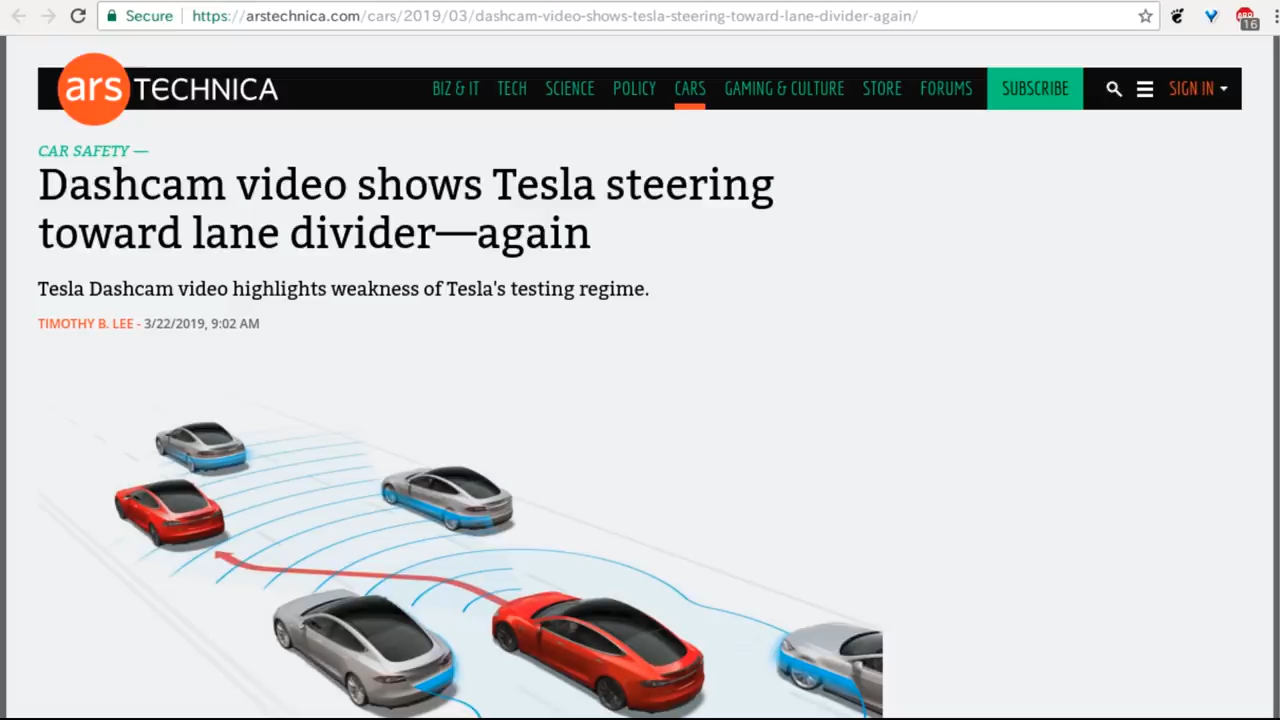 Secure https://arstechnica.com/cars/2019/03/dashcam-video-shows-tesla-steering-toward-lane-divider-again/
16
ars TECHNICA BIZ & IT TECH SCIENCE POLICY CARS GAMING & CULTURE STORE FORUMS SUBSCRIBE SIGN IN
CAR SAFETY —
Dashcam video shows Tesla steering
toward lane divider—again
Tesla Dashcam video highlights weakness of Tesla's testing regime.
TIMOTHY B. LEE - 3/22/2019, 9:02 AM